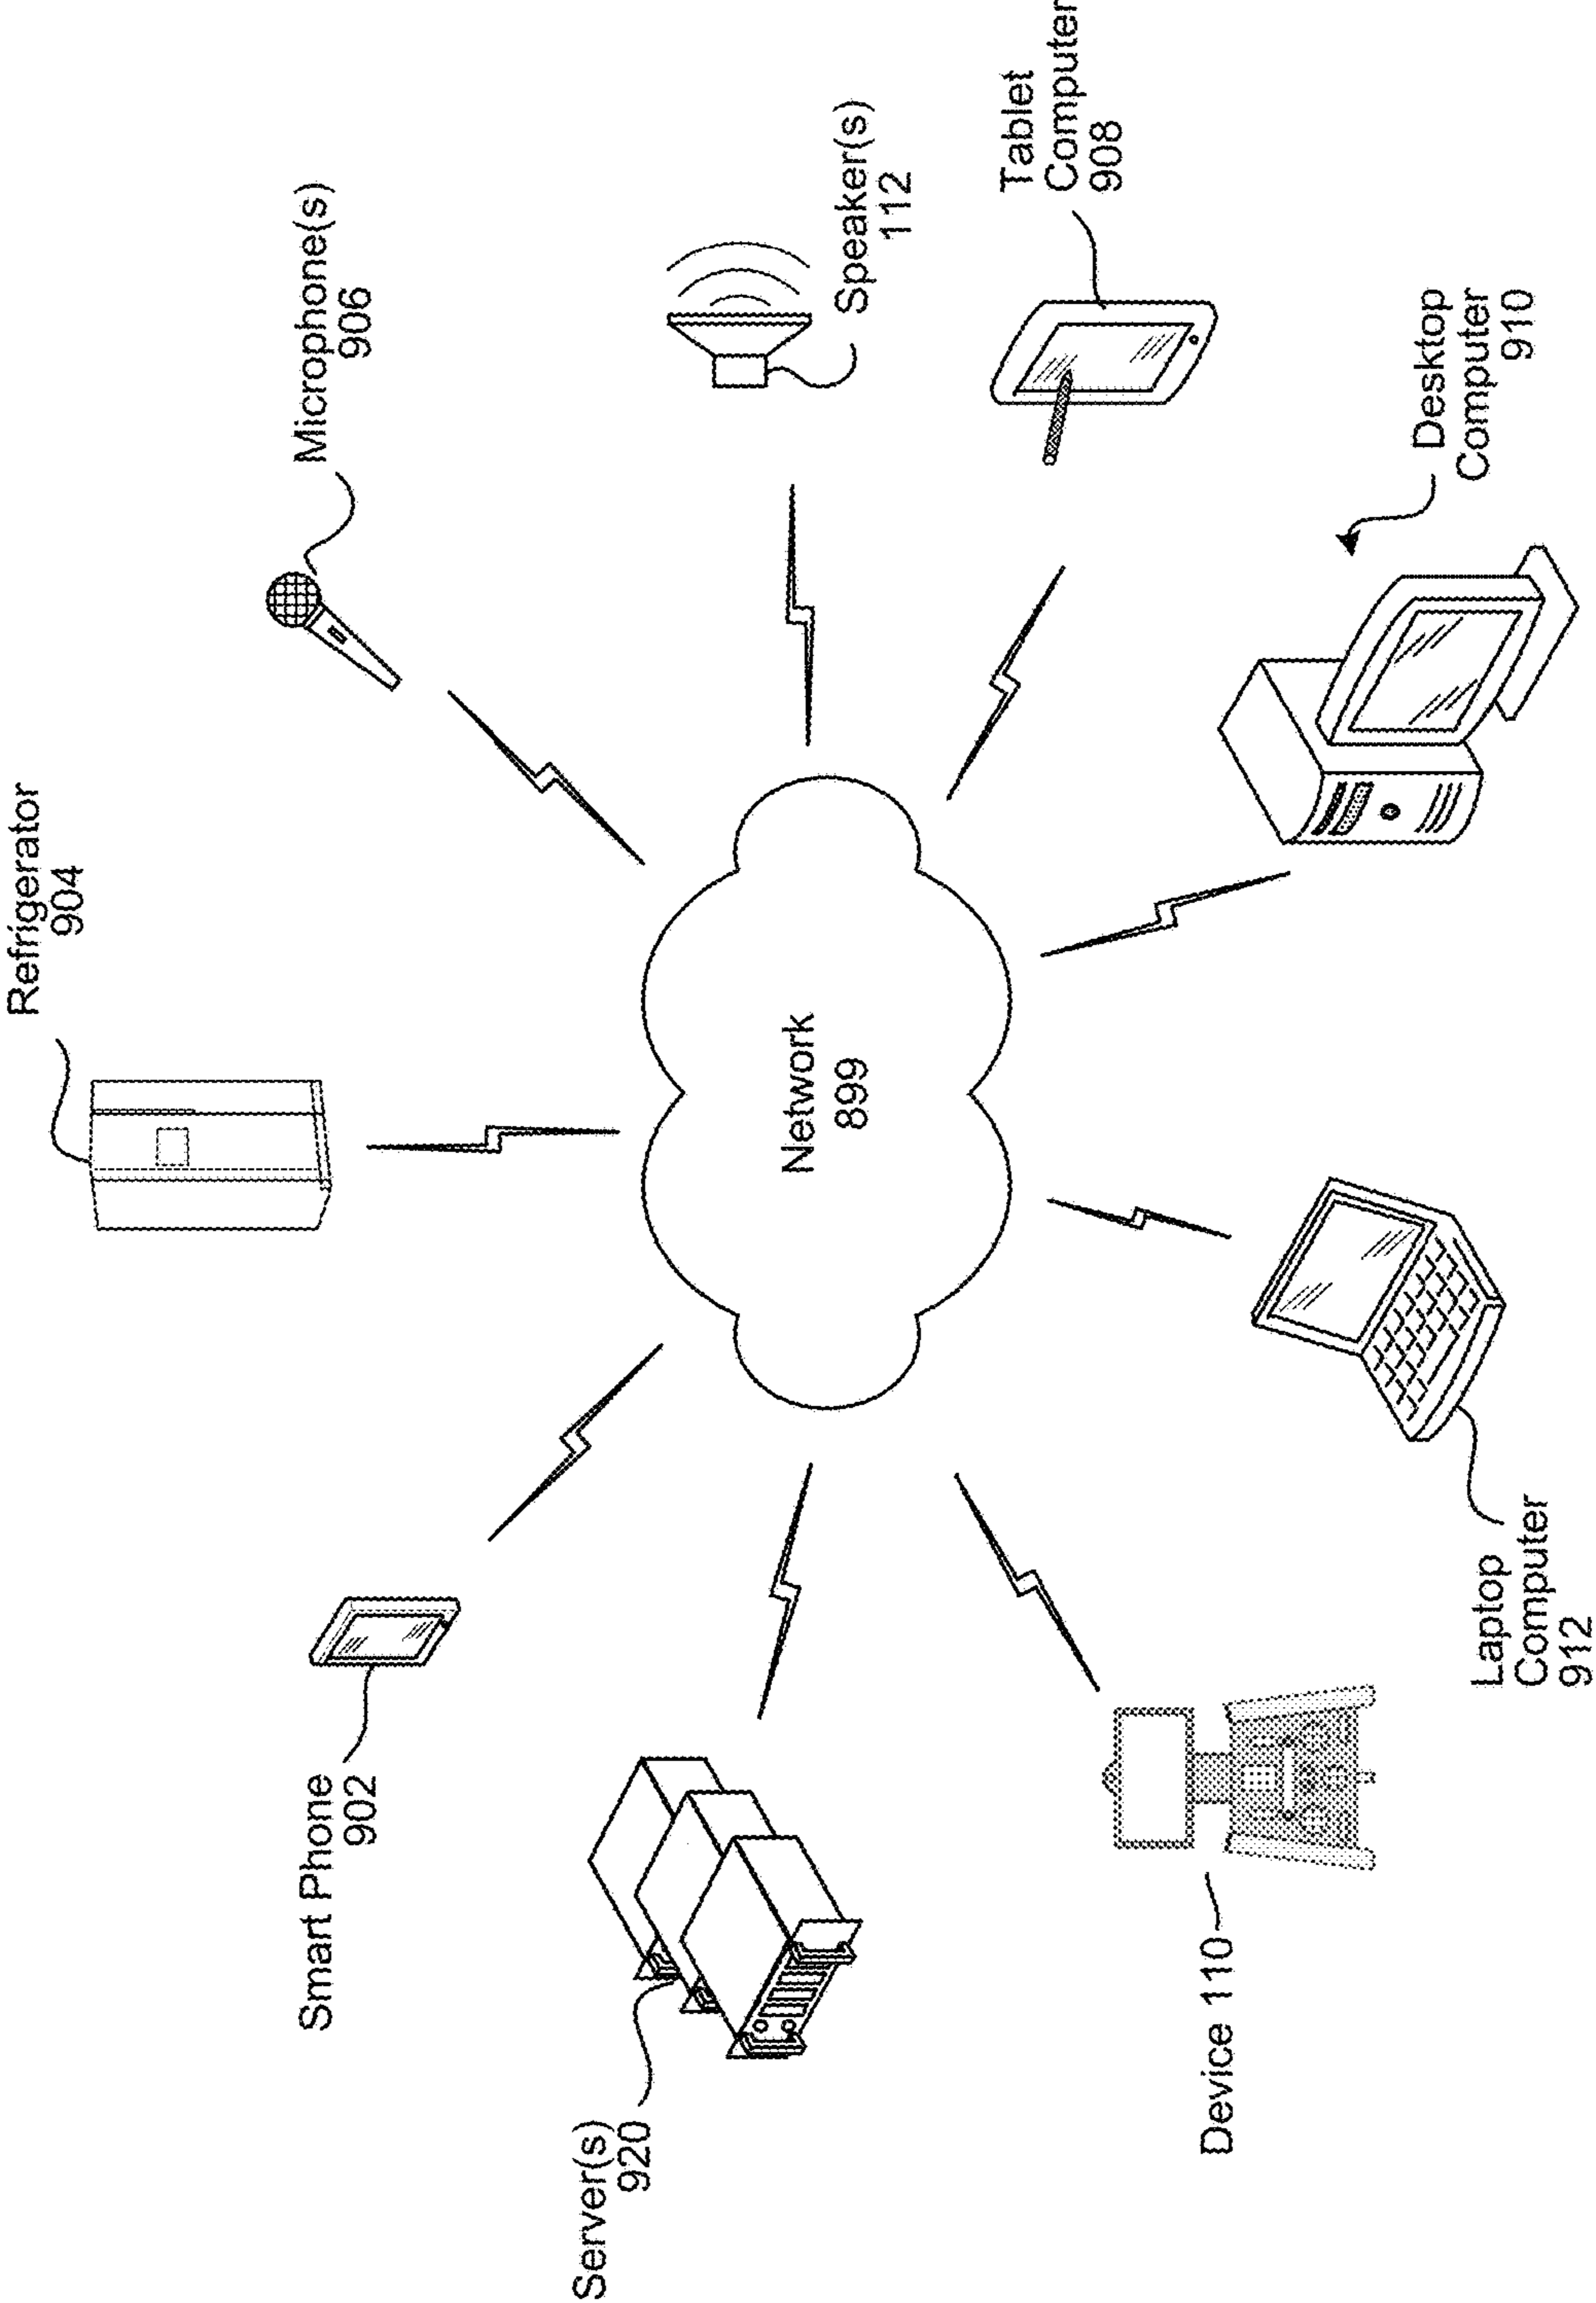 Refrigerator
904
Microphone(s)
906
Smart Phone
902
Speaker(s)
112
Server(s)
920
Network
899
Tablet
Computer
908
Device 110
Desktop
Computer
910
Laptop
Computer
912